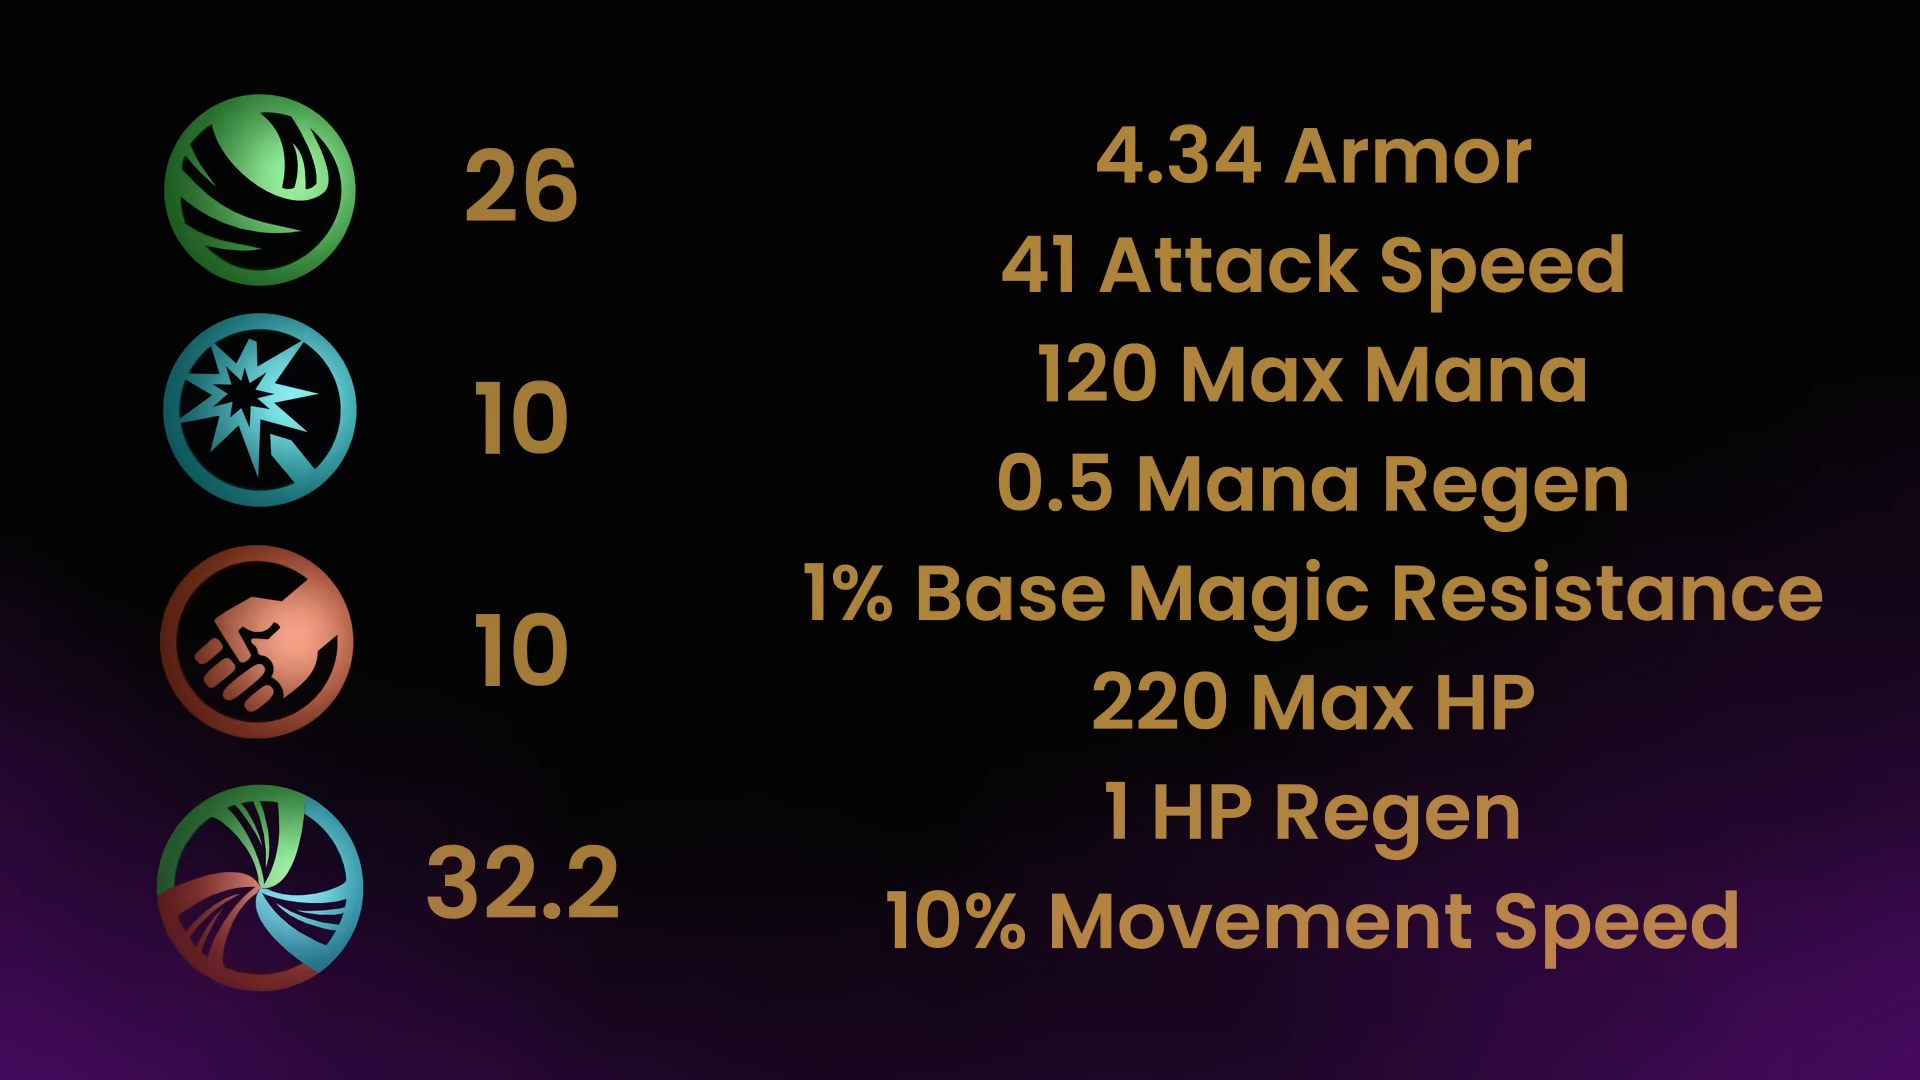 26
10
10
32.2
4.34 Armor
41 Attack Speed
120 Max Mana
0.5 Mana Regen
1% Base Magic Resistance
220 Max HP
1 HP Regen
10% Movement Speed